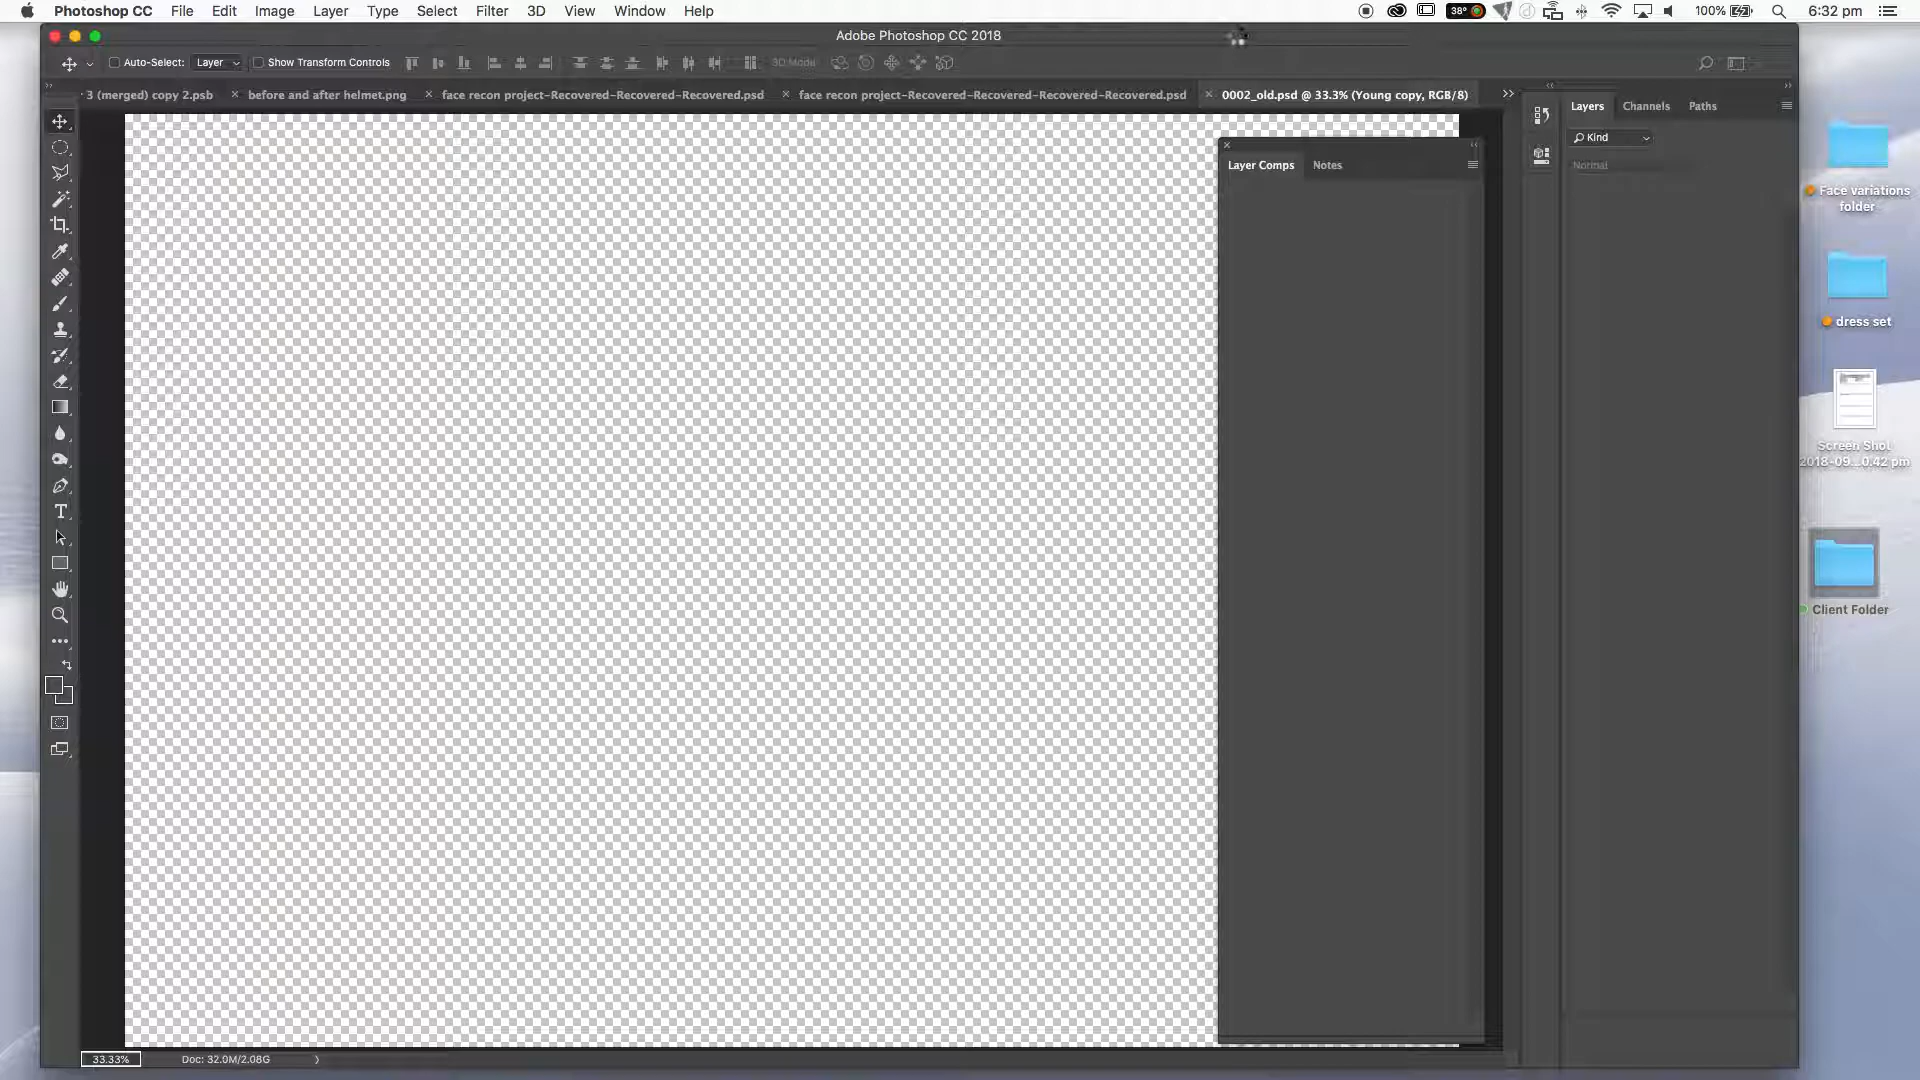 Photoshop CC File Edit Image Layer Type Select Filter 3D View Window Help
38°
100%
6:32 pm
Adobe Photoshop CC 2018
Auto-Select: Layer
Show Transform Controls
3D Mode
3 (merged) copy 2.psb
before and after helmet.png
face recon project-Recovered-Recovered-Recovered.psd
face recon project-Recovered-Recovered-Recovered-Recovered.psd
0002_old.psd @ 33.3% (Young copy, RGB/8)
Layers
Channels
Paths
Kind
Normal
Layer Comps
Notes
Face variations
folder
dress set
Screen Shot
2018-09...0.42 pm
Client Folder
T
33.33%
Doc: 32.0M/2.08G